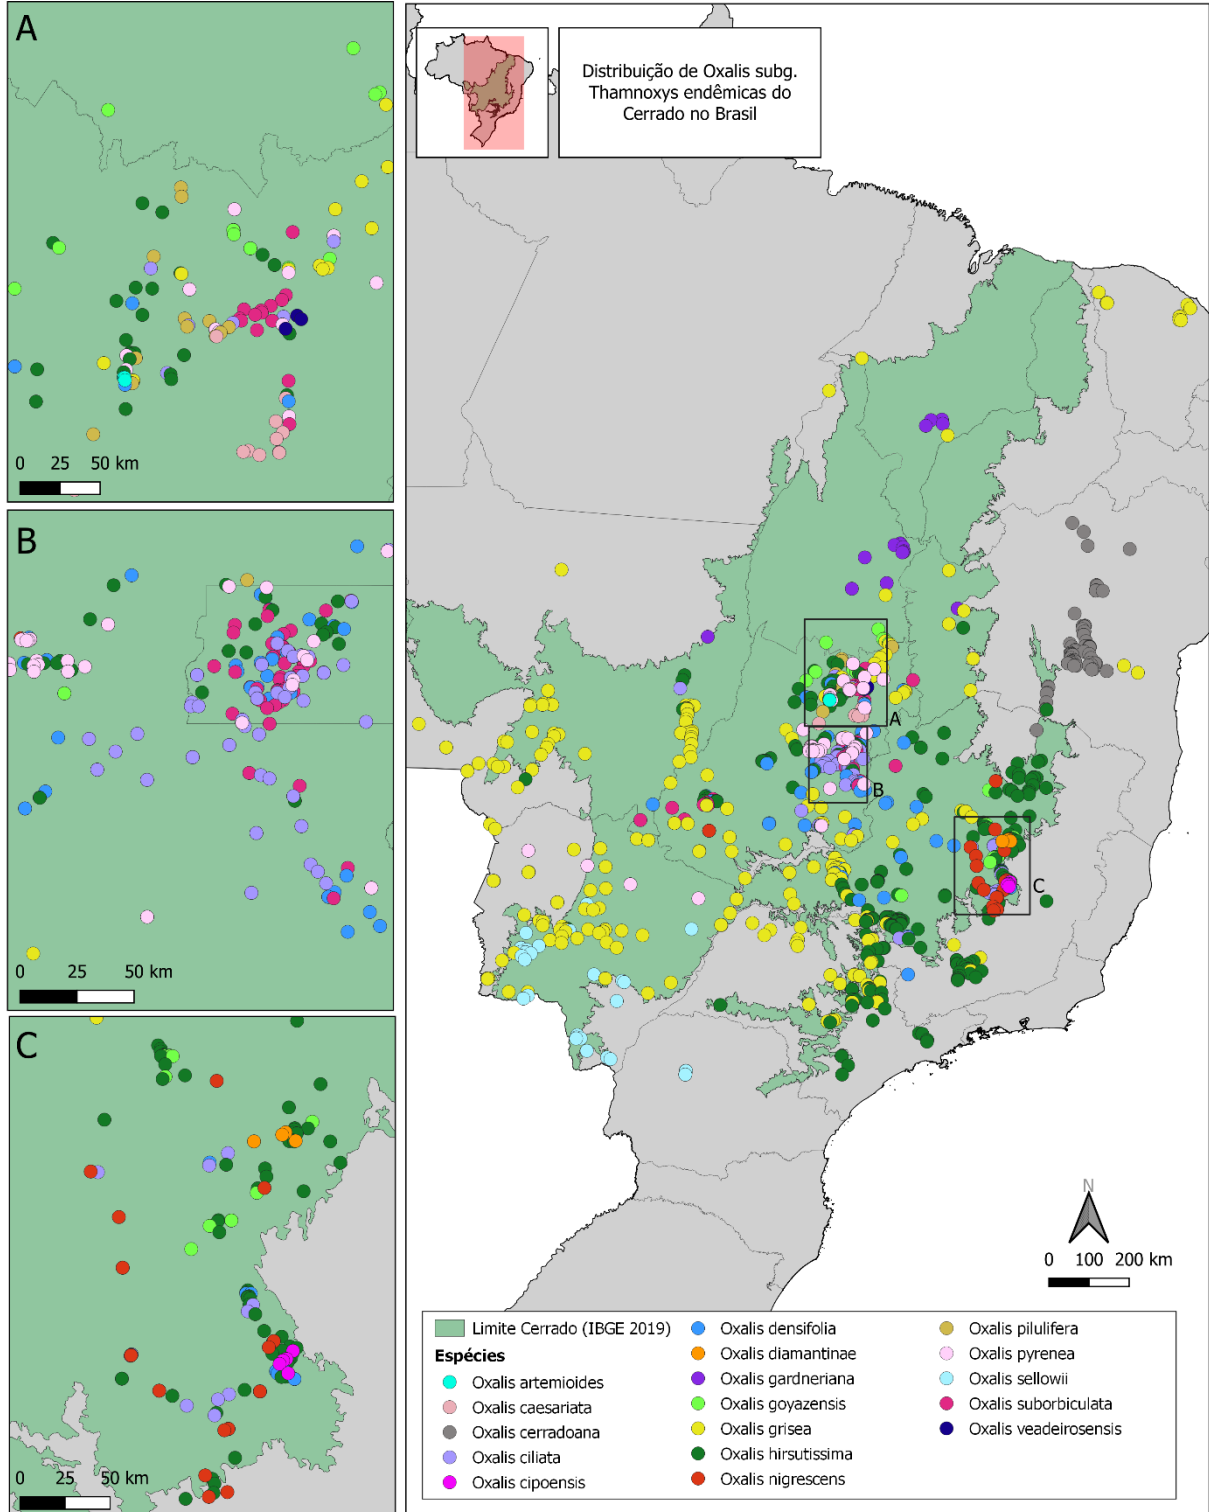 A
0 25 50 km
B
0 25 50 km
C
0 25 50 km
Distribuição de Oxalis subg.
Thamnoxys endêmicas do
Cerrado no Brasil
A
B
C
N
0 100 200 km
Limite Cerrado (IBGE 2019)
Espécies
Oxalis artemioides
Oxalis caesariata
Oxalis cerradoana
Oxalis ciliata
Oxalis cipoensis
Oxalis densifolia
Oxalis diamantinae
Oxalis gardneriana
Oxalis goyazensis
Oxalis grisea
Oxalis hirsutissima
Oxalis nigrescens
Oxalis pilulifera
Oxalis pyrenea
Oxalis sellowii
Oxalis suborbiculata
Oxalis veadeirosensis